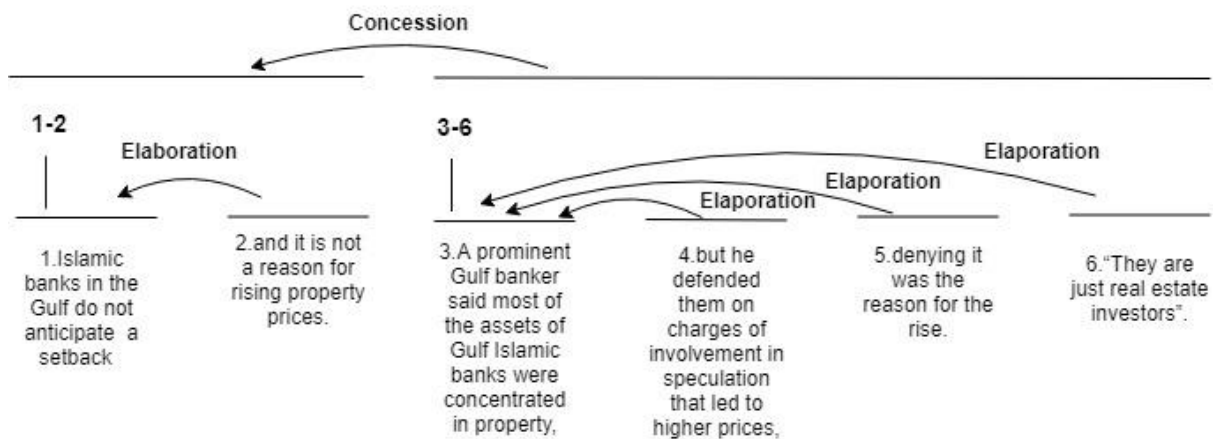 Concession
1-2
3-6
Elaboration
Elaporation
Elaporation
Elaporation
1.Islamic
banks in the
Gulf do not
anticipate a
setback
2.and it is not
a reason for
rising property
prices.
3.A prominent
Gulf banker
said most of
the assets of
Gulf Islamic
banks were
concentrated
in property,
4.but he
defended
them on
charges of
involvement in
speculation
that led to
higher prices,
5.denying it
was the
reason for the
rise.
6.“They are
just real estate
investors”.